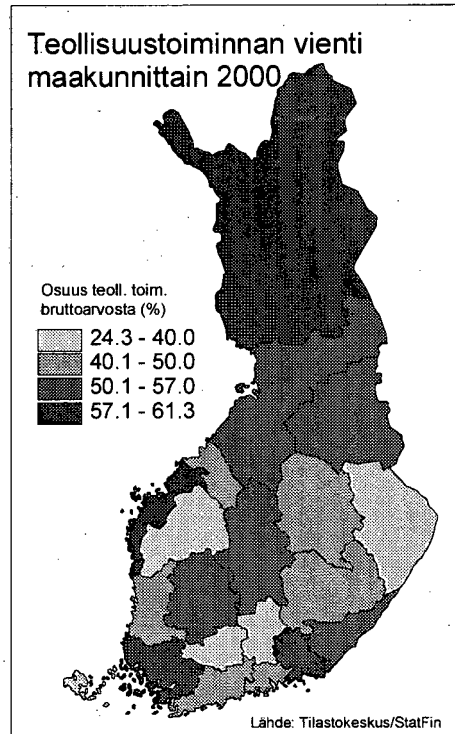 Teollisuustoiminnan vienti
maakunnittain 2000
Osuus teoll. toim.
bruttoarvosta (%)
24.3 - 40.0
40.1 - 50.0
50.1 - 57.0
57.1 - 61.3
Lähde: Tilastokeskus/StatFin